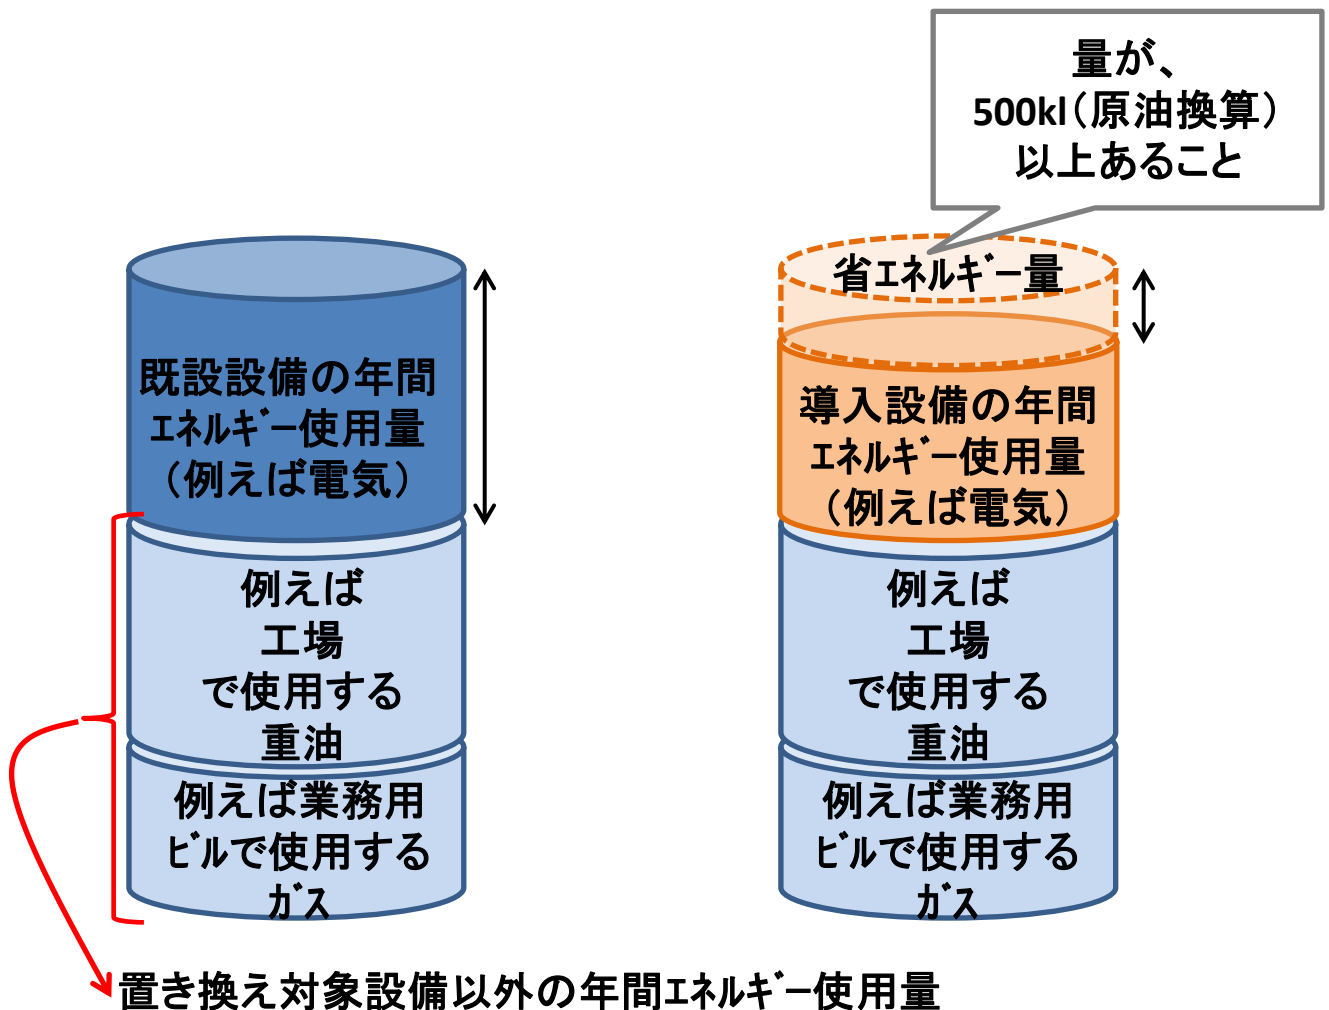 量が、
500kl（原油換算）
以上あること
省ｴﾈﾙｷﾞｰ量
既設設備の年間
ｴﾈﾙｷﾞｰ使用量
（例えば電気）
導入設備の年間
ｴﾈﾙｷﾞｰ使用量
（例えば電気）
例えば
工場
で使用する
重油
例えば
工場
で使用する
重油
例えば業務用
ﾋﾞﾙで使用する
ｶﾞｽ
例えば業務用
ﾋﾞﾙで使用する
ｶﾞｽ
置き換え対象設備以外の年間ｴﾈﾙｷﾞｰ使用量